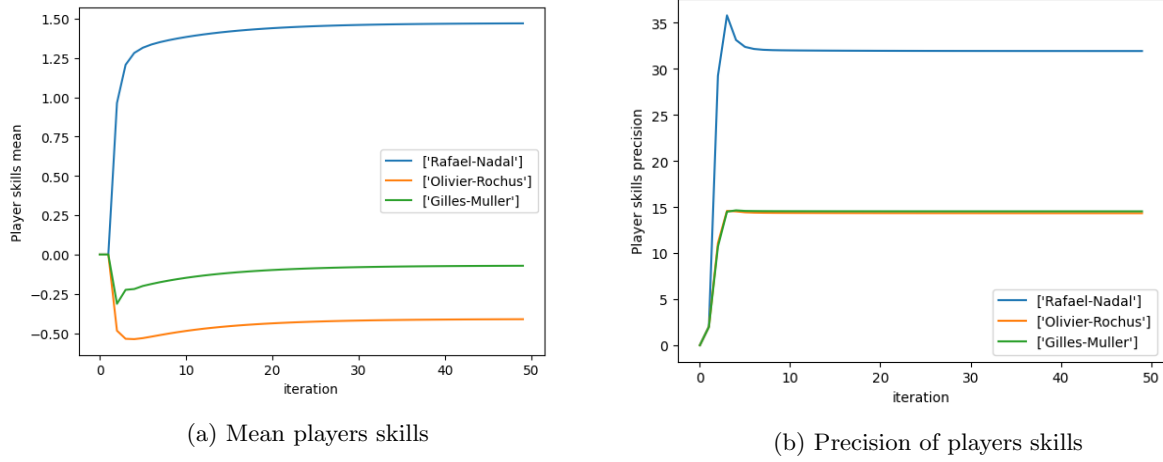 1.50
1.25
1.00
0.75
0.50
0.25
0.00
−0.25
−0.50
Player skills mean
['Rafael-Nadal']
['Olivier-Rochus']
['Gilles-Muller']
0 10 20 30 40 50
iteration
(a) Mean players skills
35
30
25
20
15
10
5
0
Player skills precision
['Rafael-Nadal']
['Olivier-Rochus']
['Gilles-Muller']
0 10 20 30 40 50
iteration
(b) Precision of players skills